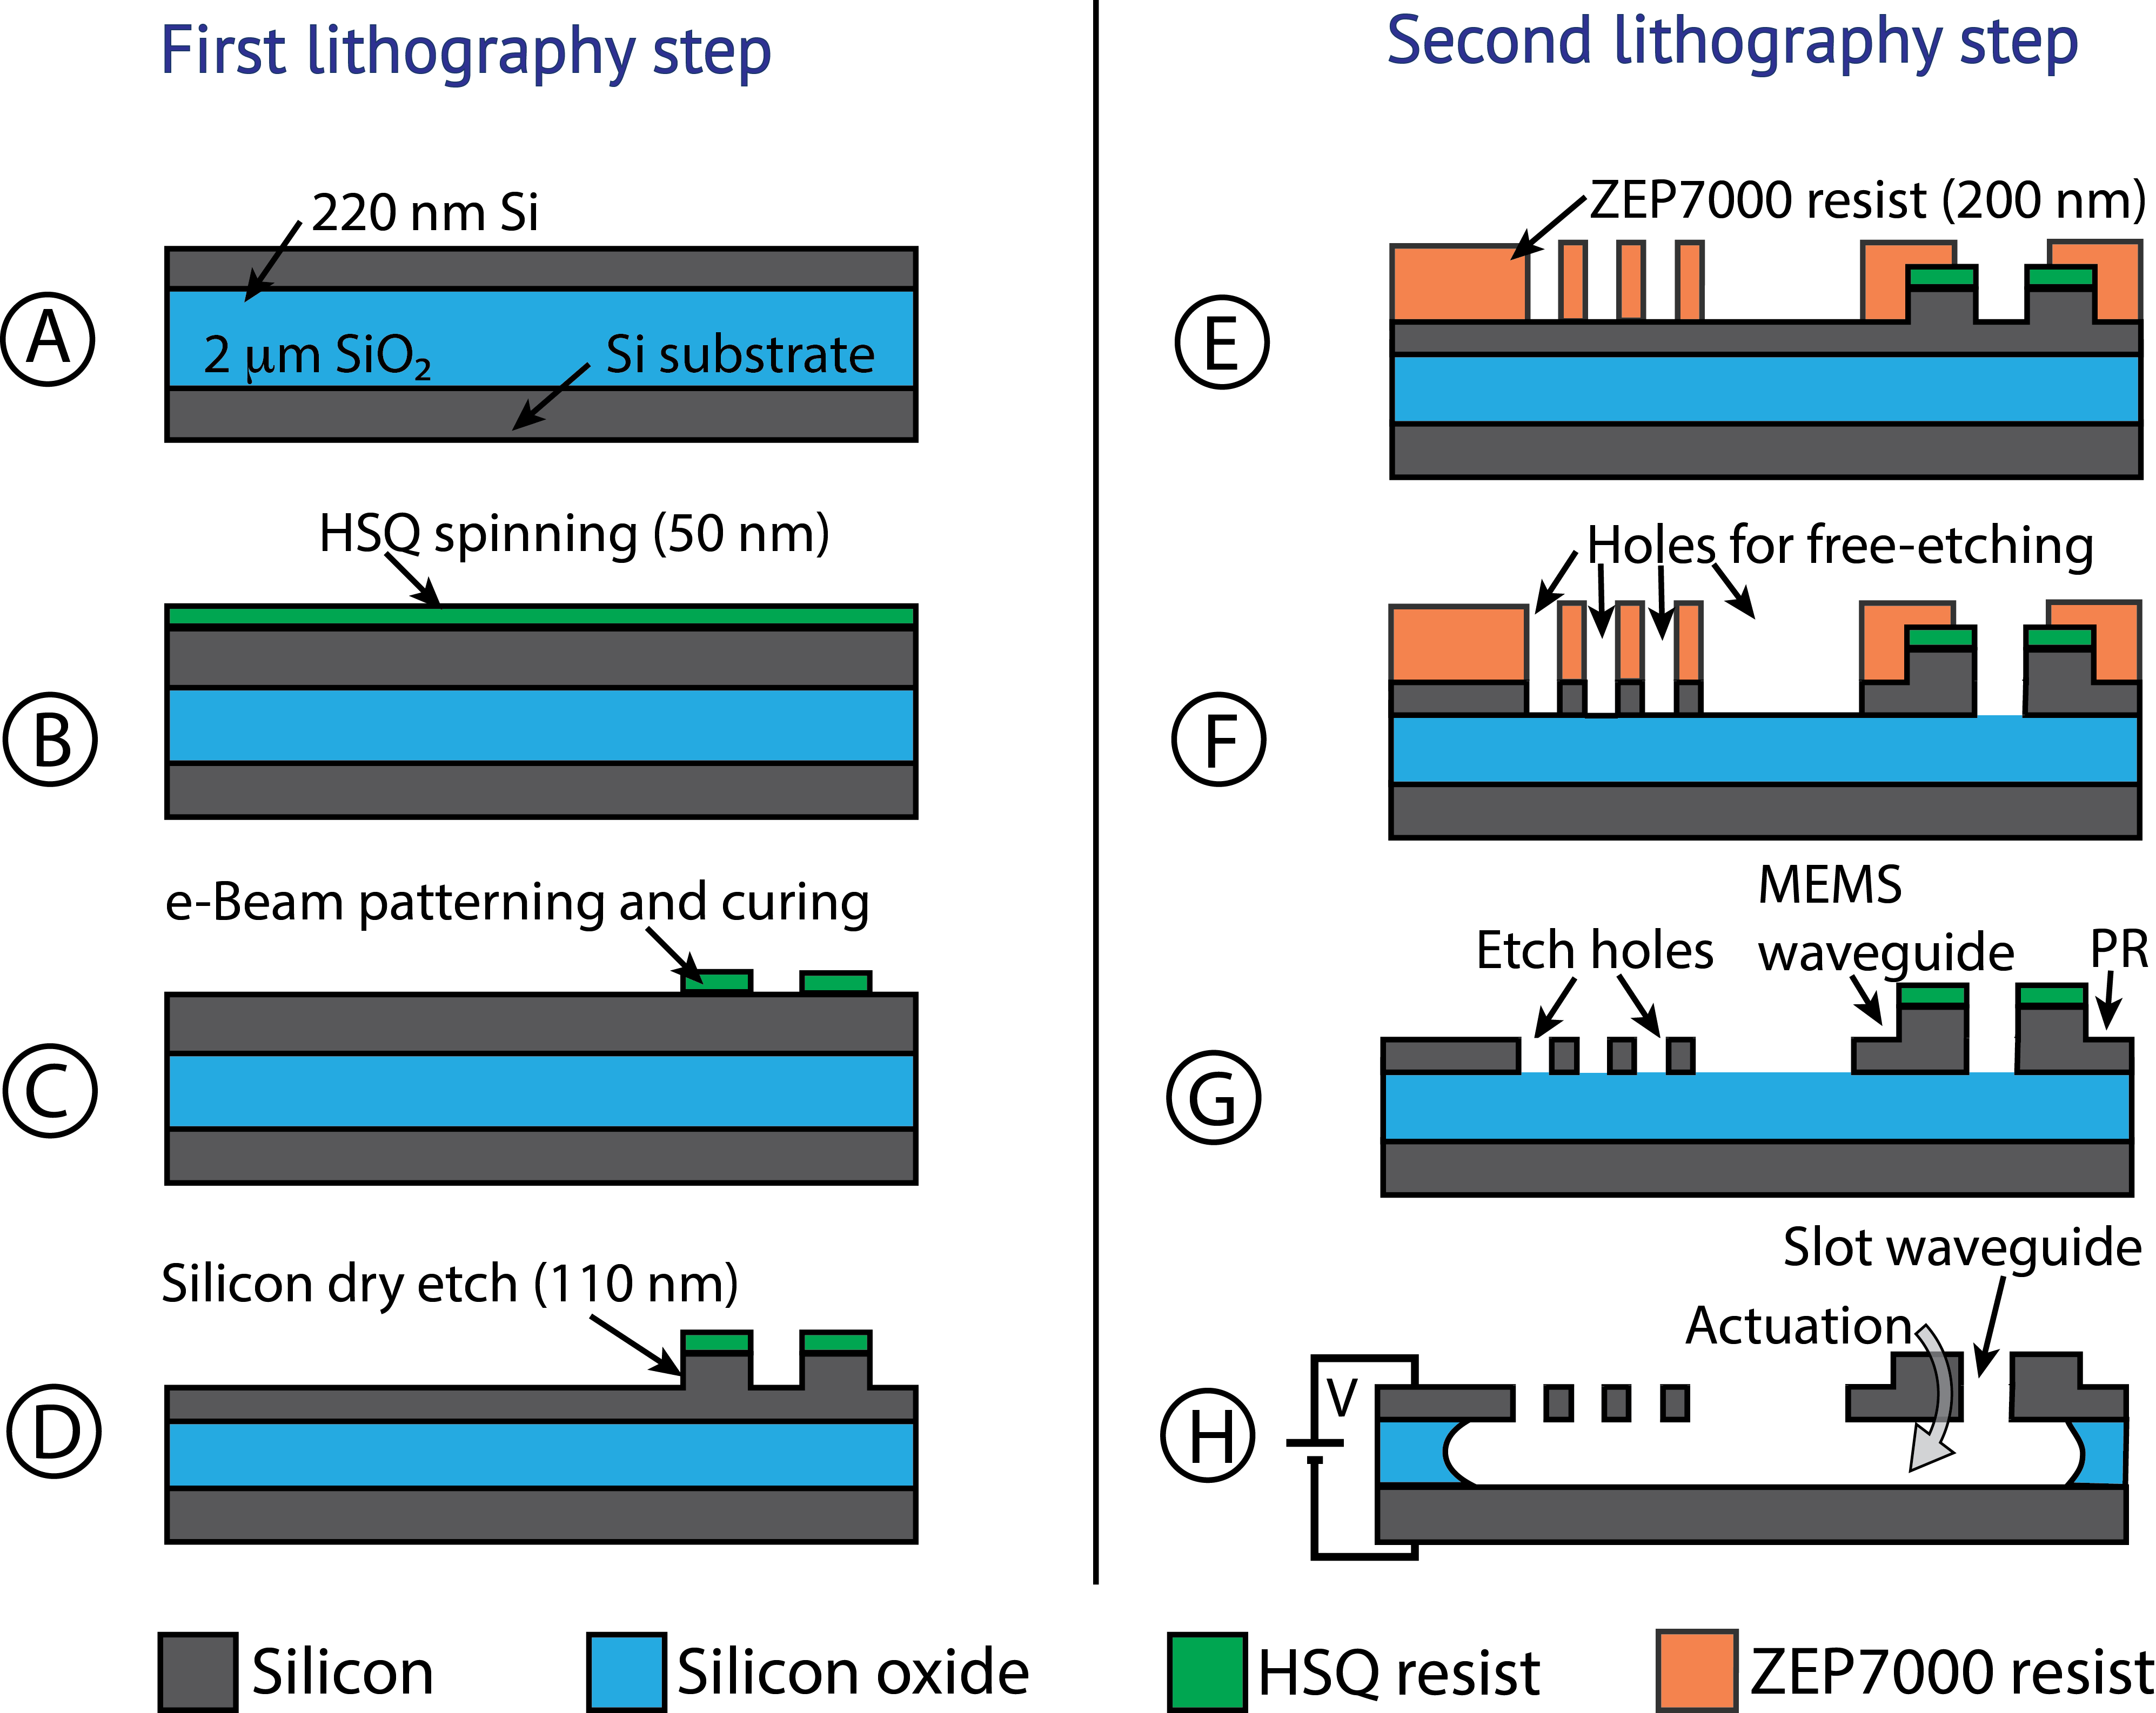 First lithography step
A
220 nm Si
2 μm SiO₂
Si substrate
B
HSQ spinning (50 nm)
C
e-Beam patterning and curing
D
Silicon dry etch (110 nm)
Second lithography step
E
ZEP7000 resist (200 nm)
F
Holes for free-etching
G
Etch holes
MEMS
waveguide
PR
H
Slot waveguide
Actuation
V
Silicon
Silicon oxide
HSQ resist
ZEP7000 resist